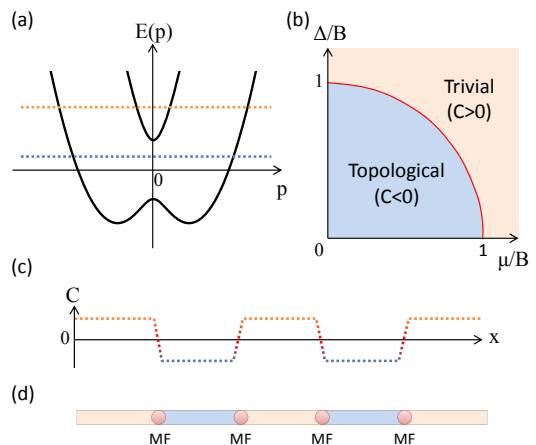 (a)
E(p)
0
p
(b)
Δ/B
1
Trivial
(C>0)
Topological
(C<0)
0
1
μ/B
(c)
C
0
x
(d)
MF MF MF MF